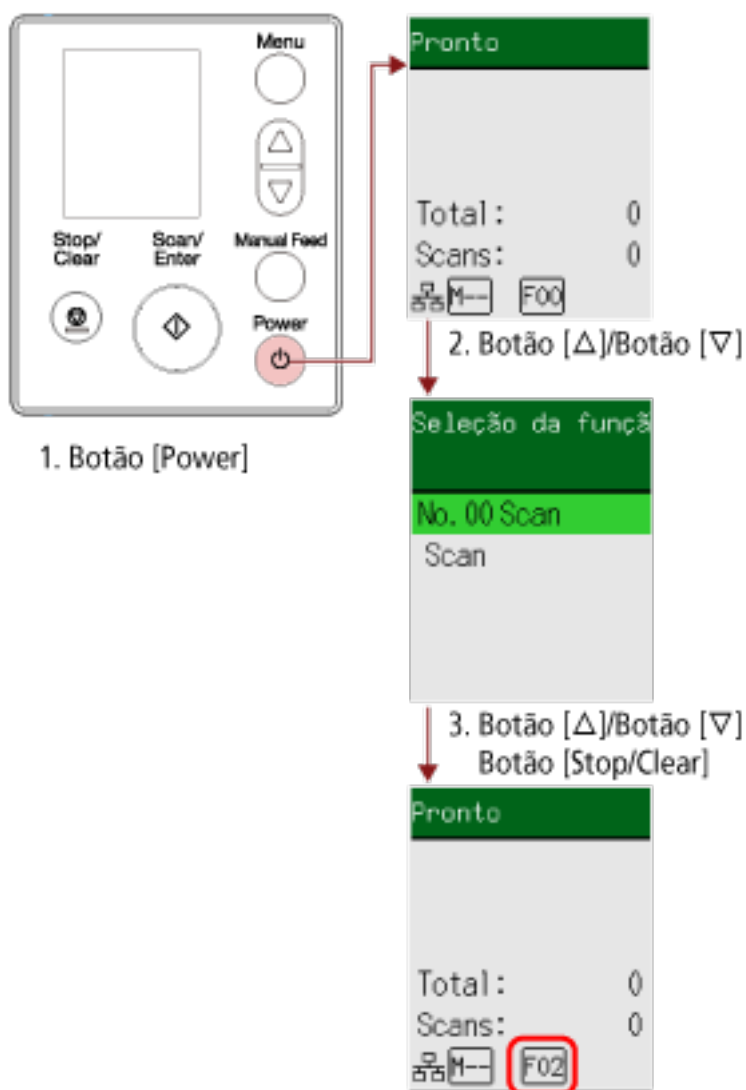 Menu
Stop/
Clear
Scan/
Enter
Manual Feed
Power
1. Botão [Power]
Pronto
Total: 0
Scans: 0
M-- F00
2. Botão [△]/Botão [▽]
Seleção da funçã
No. 00 Scan
Scan
3. Botão [△]/Botão [▽]
Botão [Stop/Clear]
Pronto
Total: 0
Scans: 0
M-- F02